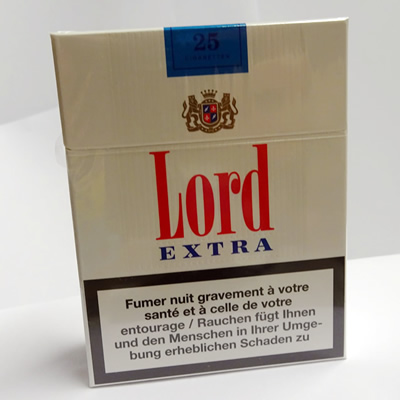 25
CIGARETTES
Lord
EXTRA
Fumer nuit gravement à votre
santé et à celle de votre
entourage / Rauchen fügt Ihnen
und den Menschen in Ihrer Umge-
bung erheblichen Schaden zu